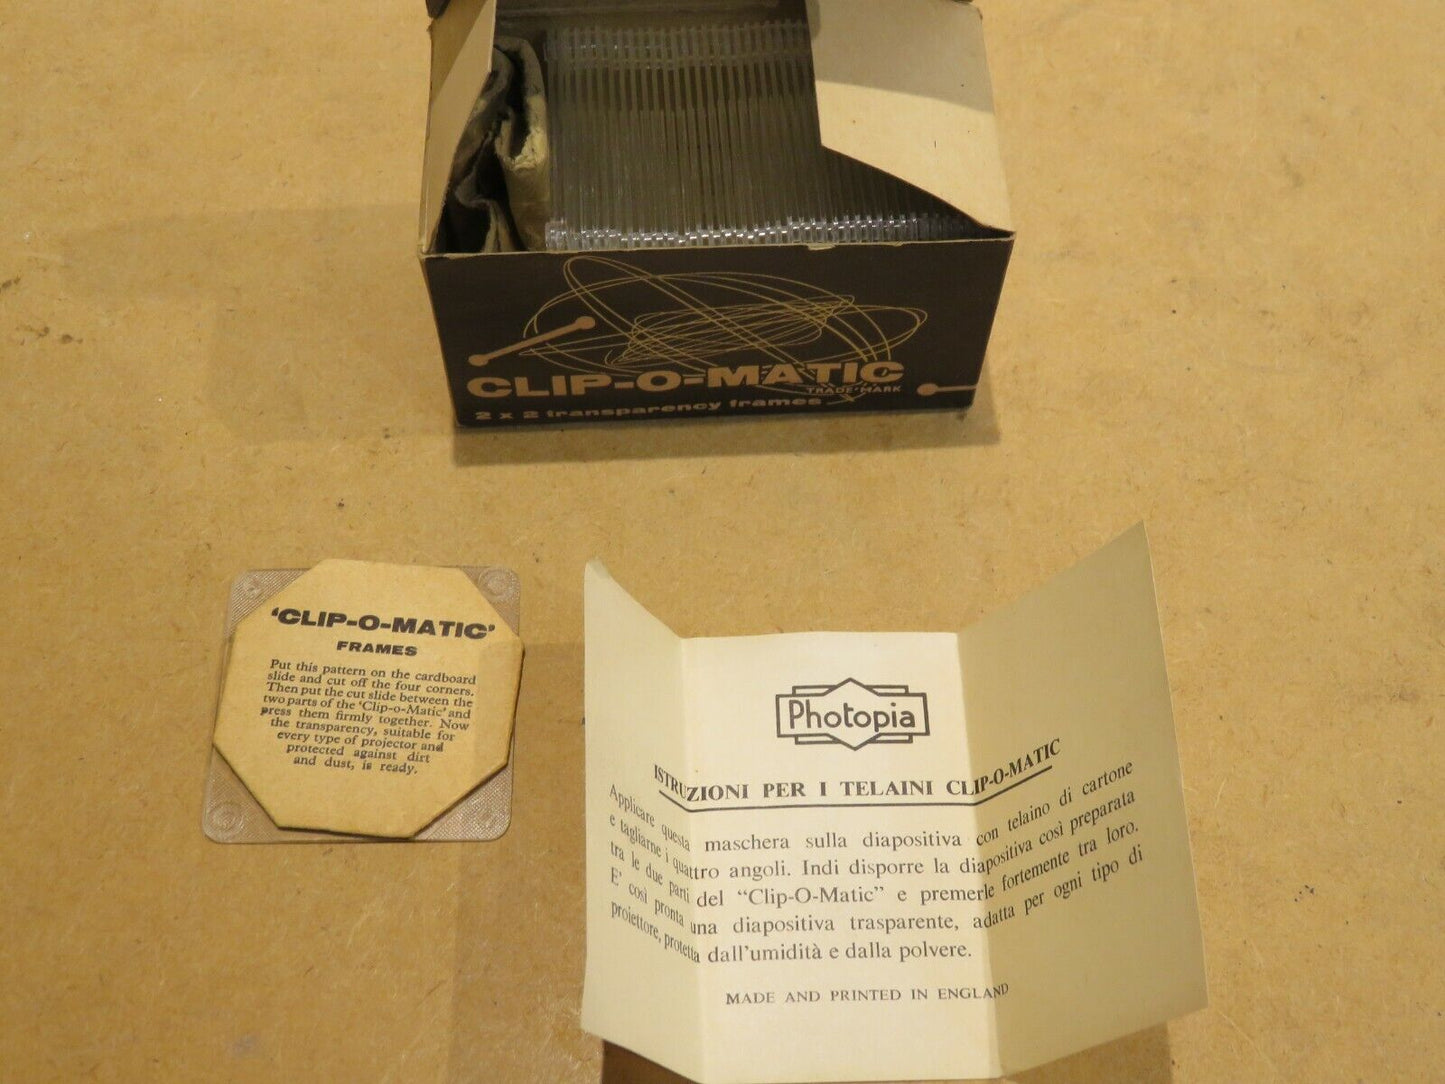 CLIP-O-MATIC
TRADE·MARK
2 x 2 transparency frames
'CLIP-O-MATIC'
FRAMES
Put this pattern on the cardboard
slide and cut off the four corners.
Then put the cut slide between the
two parts of the 'Clip-o-Matic' and
press them firmly together. Now
the transparency, suitable for
every type of projector and
protected against dirt
and dust, is ready.
Photopia
ISTRUZIONI PER I TELAINI CLIP-O-MATIC
Applicare questa maschera sulla diapositiva con telaino di cartone
e tagliarne i quattro angoli. Indi disporre la diapositiva così preparata
tra le due parti del “Clip-O-Matic” e premerle fortemente tra loro.
E' così pronta una diapositiva trasparente, adatta per ogni tipo di
proiettore, protetta dall'umidità e dalla polvere.
MADE AND PRINTED IN ENGLAND